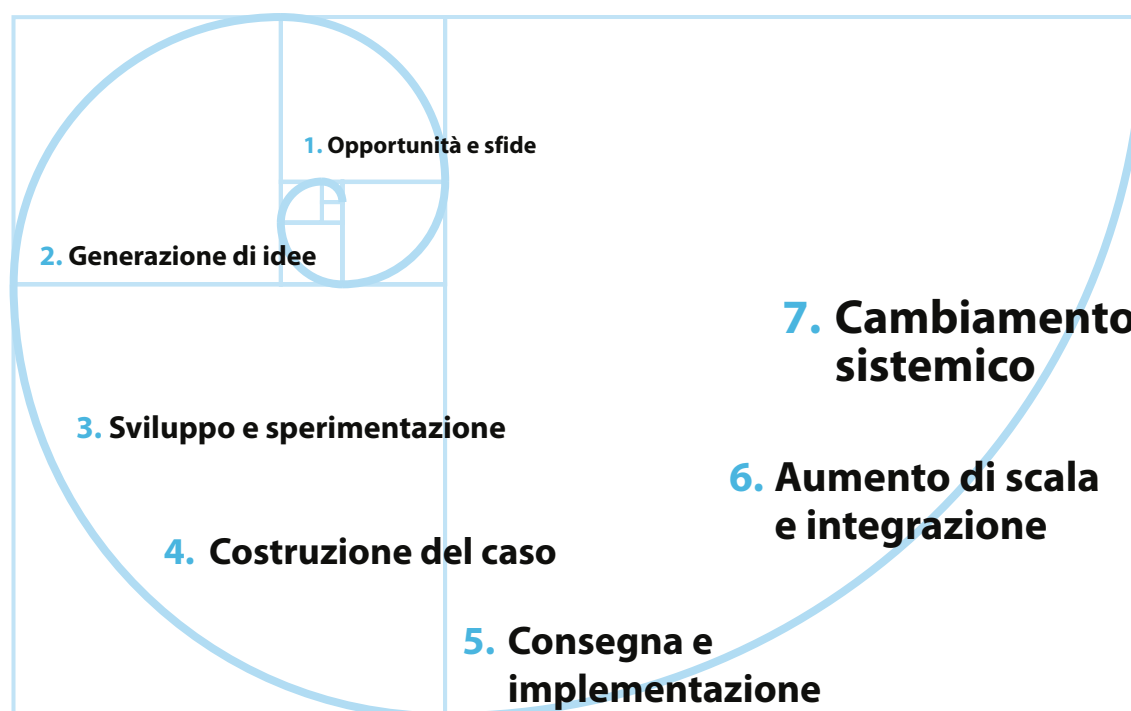 1. Opportunità e sfide
2. Generazione di idee
3. Sviluppo e sperimentazione
4. Costruzione del caso
5. Consegna e
implementazione
6. Aumento di scala
e integrazione
7. Cambiamento
sistemico